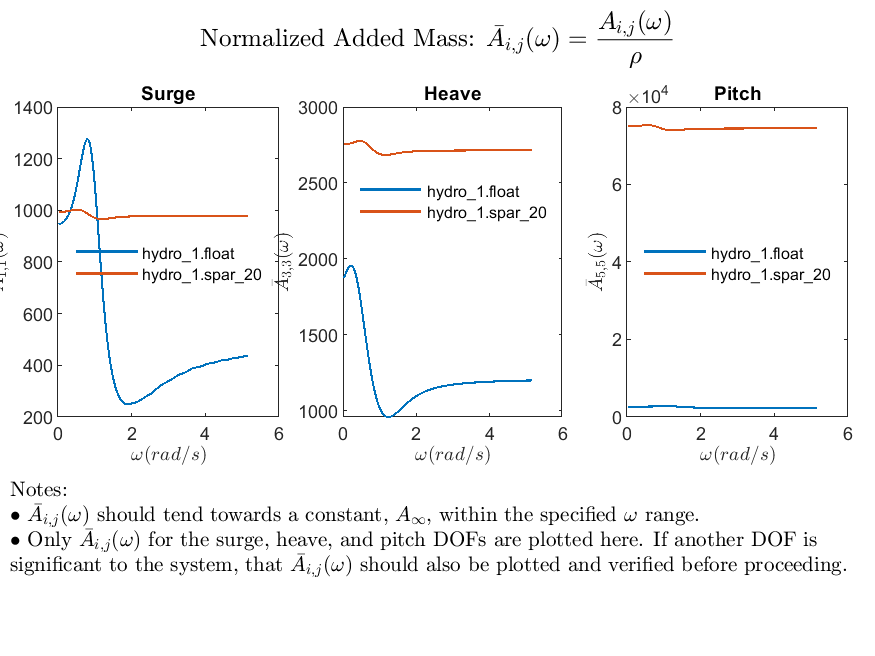 Normalized Added Mass: Ā_{i,j}(ω) = A_{i,j}(ω) / ρ
Surge
1400
1200
1000
800
600
400
200
0
2
4
6
ω(rad/s)
Ā_{1,1}(ω)
hydro_1.float
hydro_1.spar_20
Heave
3000
2500
2000
1500
1000
0
2
4
6
ω(rad/s)
Ā_{3,3}(ω)
hydro_1.float
hydro_1.spar_20
Pitch
×10⁴
8
6
4
2
0
0
2
4
6
ω(rad/s)
Ā_{5,5}(ω)
hydro_1.float
hydro_1.spar_20
Notes:
• Ā_{i,j}(ω) should tend towards a constant, A_∞, within the specified ω range.
• Only Ā_{i,j}(ω) for the surge, heave, and pitch DOFs are plotted here. If another DOF is
significant to the system, that Ā_{i,j}(ω) should also be plotted and verified before proceeding.